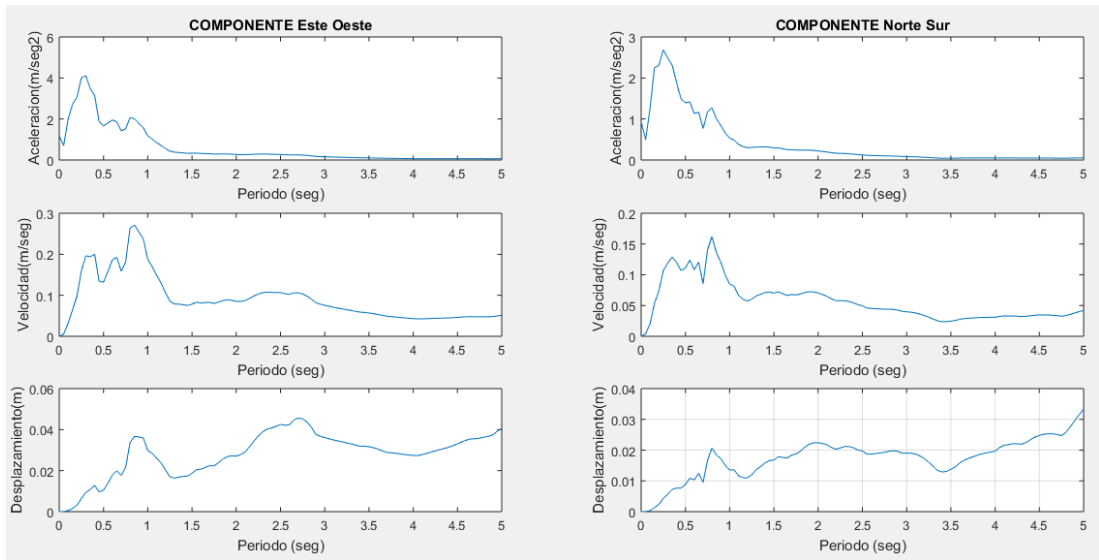 COMPONENTE Este Oeste
Aceleracion(m/seg2)
6
4
2
0
0 0.5 1 1.5 2 2.5 3 3.5 4 4.5 5
Periodo (seg)
COMPONENTE Norte Sur
Aceleracion(m/seg2)
3
2
1
0
0 0.5 1 1.5 2 2.5 3 3.5 4 4.5 5
Periodo (seg)
Velocidad(m/seg)
0.3
0.2
0.1
0
0 0.5 1 1.5 2 2.5 3 3.5 4 4.5 5
Periodo (seg)
Velocidad(m/seg)
0.2
0.15
0.1
0.05
0
0 0.5 1 1.5 2 2.5 3 3.5 4 4.5 5
Periodo (seg)
Desplazamiento(m)
0.06
0.04
0.02
0
0 0.5 1 1.5 2 2.5 3 3.5 4 4.5 5
Periodo (seg)
Desplazamiento(m)
0.04
0.03
0.02
0.01
0
0 0.5 1 1.5 2 2.5 3 3.5 4 4.5 5
Periodo (seg)